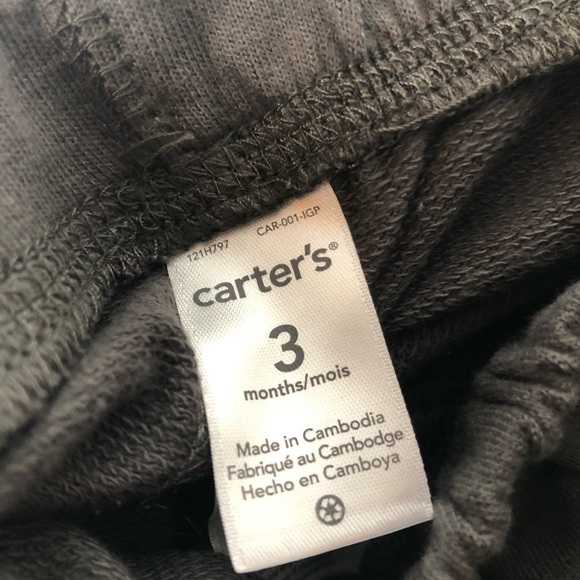 121H797 CAR-001-IGP
carter's®
3
months/mois
Made in Cambodia
Fabriqué au Cambodge
Hecho en Camboya